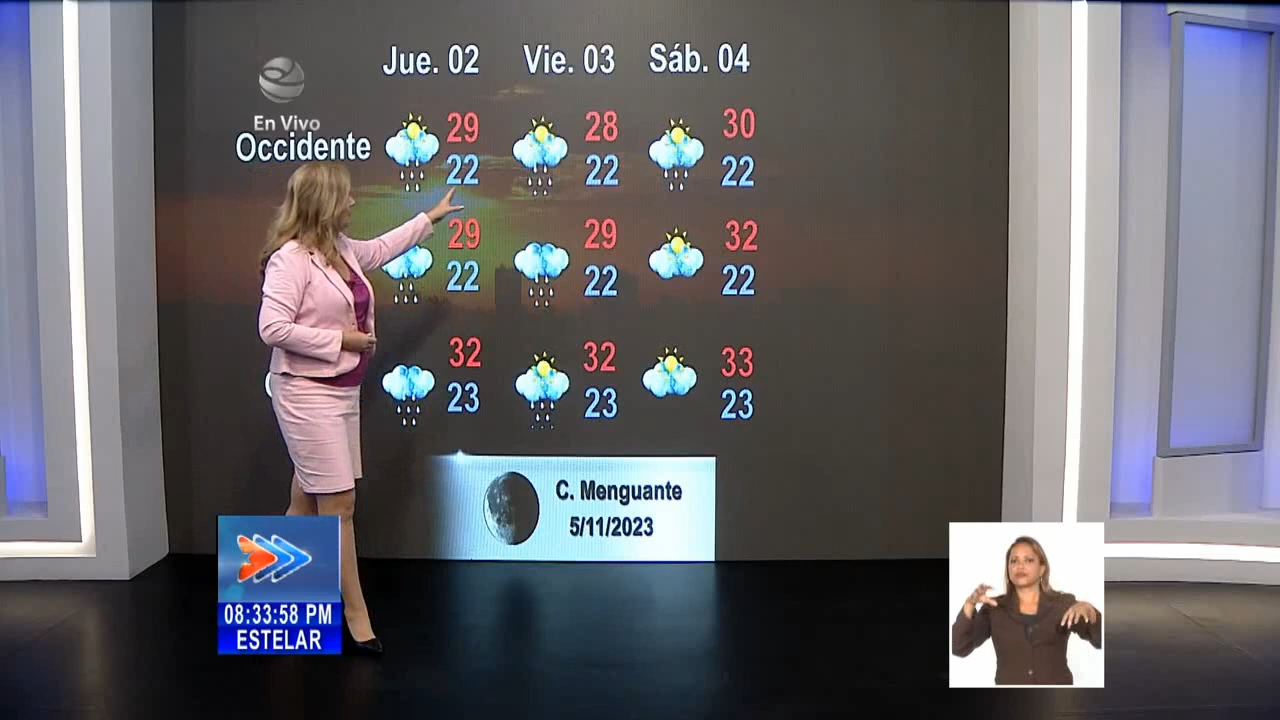 Jue. 02 Vie. 03 Sáb. 04
En Vivo
Occidente 29 28 30
22 22 22
29 29 32
22 22 22
32 32 33
23 23 23
C. Menguante
5/11/2023
08:33:58 PM
ESTELAR